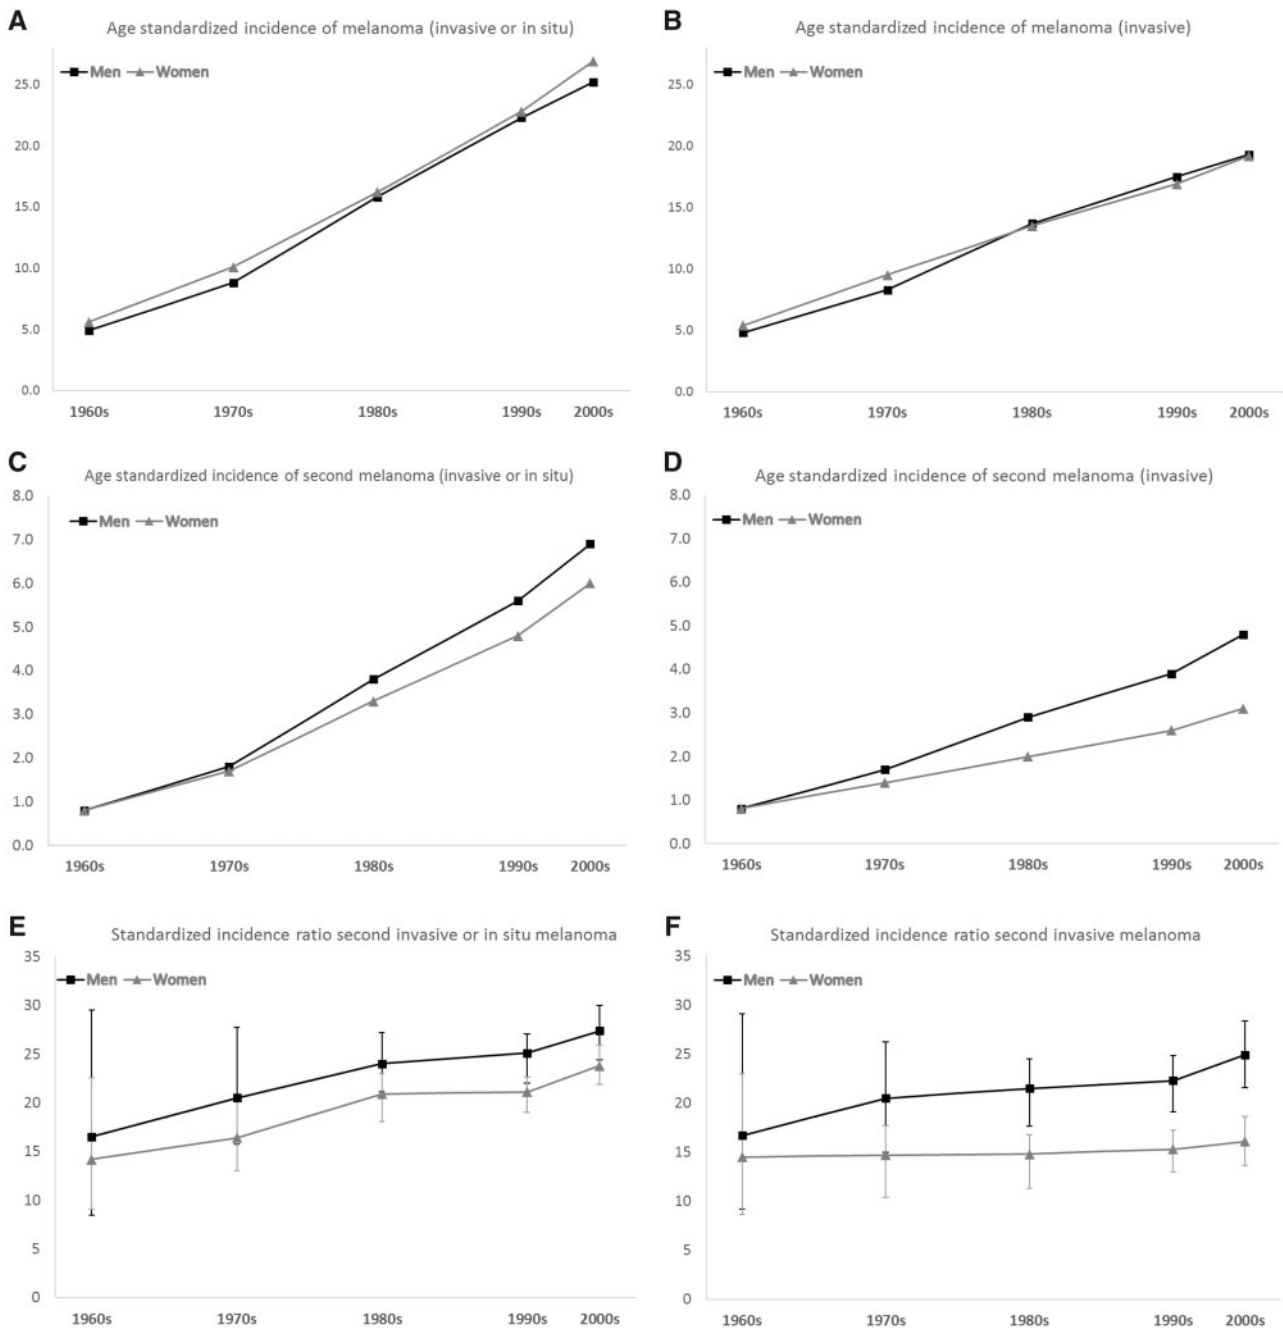 A
Age standardized incidence of melanoma (invasive or in situ)
Men Women
25.0
20.0
15.0
10.0
5.0
0.0
1960s 1970s 1980s 1990s 2000s
B
Age standardized incidence of melanoma (invasive)
Men Women
25.0
20.0
15.0
10.0
5.0
0.0
1960s 1970s 1980s 1990s 2000s
C
Age standardized incidence of second melanoma (invasive or in situ)
8.0
Men Women
7.0
6.0
5.0
4.0
3.0
2.0
1.0
0.0
1960s 1970s 1980s 1990s 2000s
D
Age standardized incidence of second melanoma (invasive)
8.0
Men Women
7.0
6.0
5.0
4.0
3.0
2.0
1.0
0.0
1960s 1970s 1980s 1990s 2000s
E
Standardized incidence ratio second invasive or in situ melanoma
35
Men Women
30
25
20
15
10
5
0
1960s 1970s 1980s 1990s 2000s
F
Standardized incidence ratio second invasive melanoma
35
Men Women
30
25
20
15
10
5
0
1960s 1970s 1980s 1990s 2000s